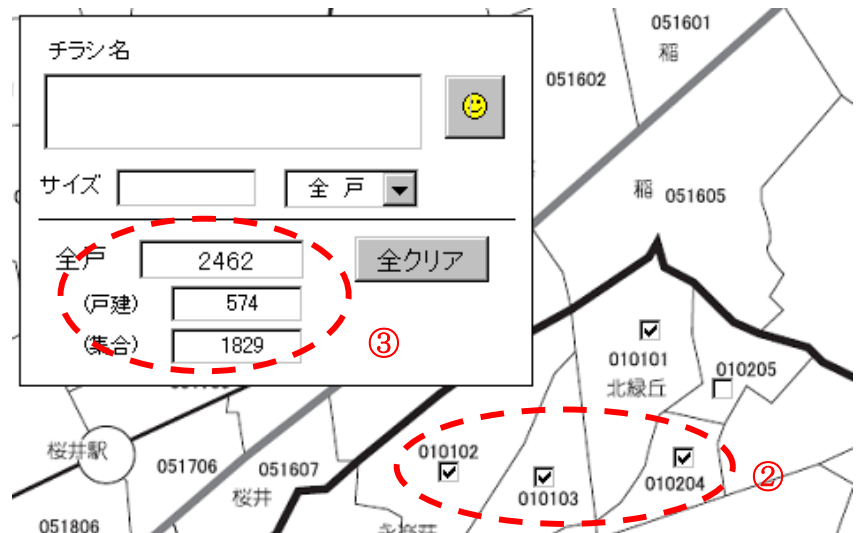 チラシ名
サイズ
全 戸
全戸
2462
全クリア
(戸建)
574
(集合)
1829
③
051601
稲
051602
稲
051605
010101
北緑丘
010205
010102
010103
010204
②
桜井駅
051706
051607
桜井
051806